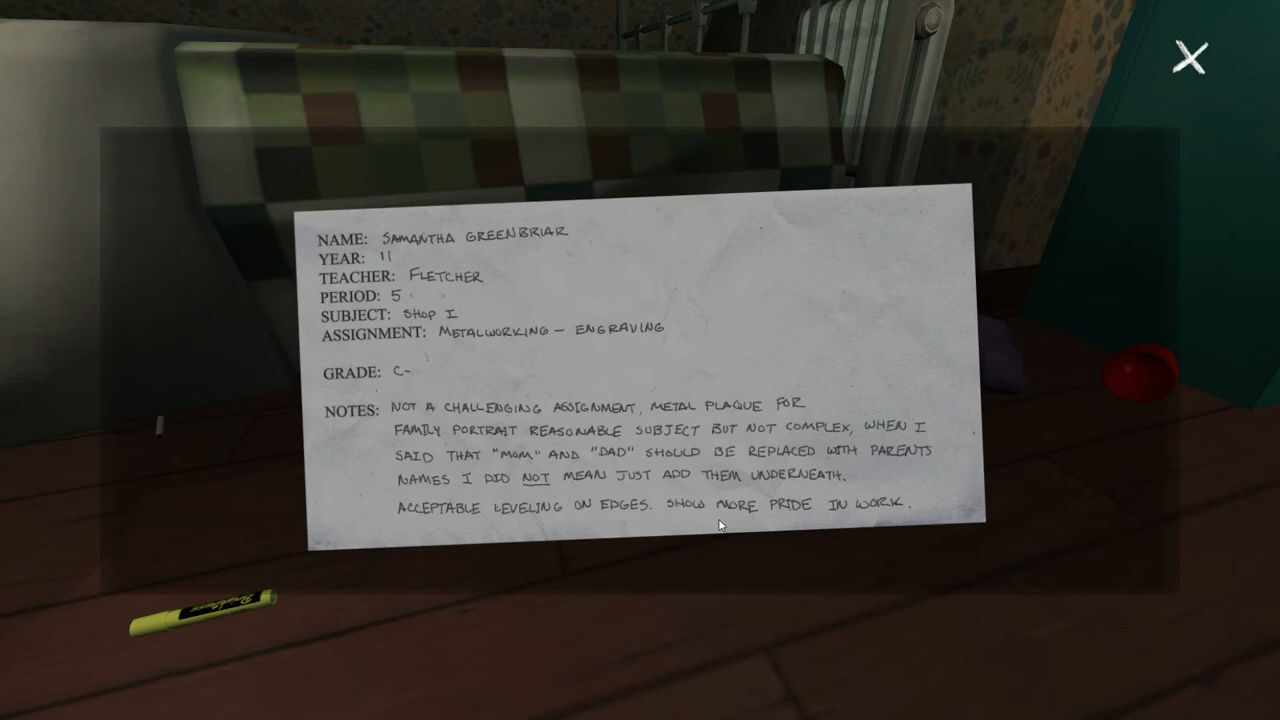 NAME: SAMANTHA GREENBRIAR
YEAR: 11
TEACHER: FLETCHER
PERIOD: 5
SUBJECT: SHOP I
ASSIGNMENT: METALWORKING - ENGRAVING
GRADE: C-
NOTES: NOT A CHALLENGING ASSIGNMENT, METAL PLAQUE FOR
FAMILY PORTRAIT REASONABLE SUBJECT BUT NOT COMPLEX, WHEN I
SAID THAT "MOM" AND "DAD" SHOULD BE REPLACED WITH PARENTS
NAMES I DID NOT MEAN JUST ADD THEM UNDERNEATH.
ACCEPTABLE LEVELING ON EDGES. SHOW MORE PRIDE IN WORK.